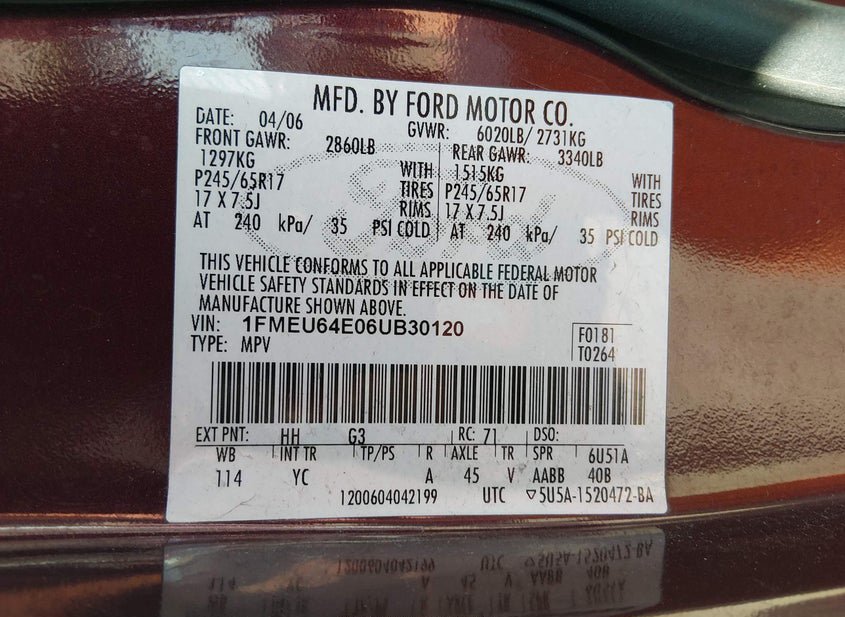 MFD. BY FORD MOTOR CO.
DATE: 04/06 GVWR: 6020LB/ 2731KG
FRONT GAWR: 2860LB REAR GAWR: 3340LB
1297KG WITH 1515KG WITH
P245/65R17 TIRES P245/65R17 TIRES
17 X 7.5J RIMS 17 X 7.5J RIMS
AT 240 kPa/ 35 PSI COLD AT 240 kPa/ 35 PSI COLD
THIS VEHICLE CONFORMS TO ALL APPLICABLE FEDERAL MOTOR
VEHICLE SAFETY STANDARDS IN EFFECT ON THE DATE OF
MANUFACTURE SHOWN ABOVE.
VIN: 1FMEU64E06UB30120 F0181
TYPE: MPV T0264
EXT PNT: HH G3 RC: 71 DSO:
WB INT TR TP/PS R AXLE TR SPR 6U51A
114 YC A 45 V AABB 40B
1200604042199 UTC ▽5U5A-1520472-BA